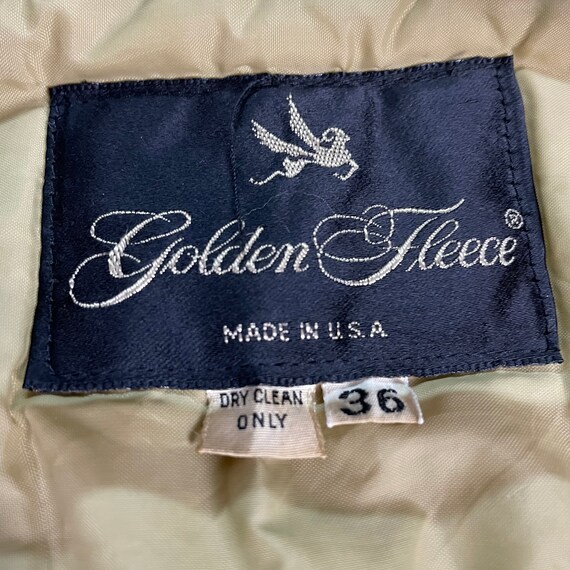 Golden Fleece®
MADE IN U.S.A
DRY CLEAN
ONLY
36